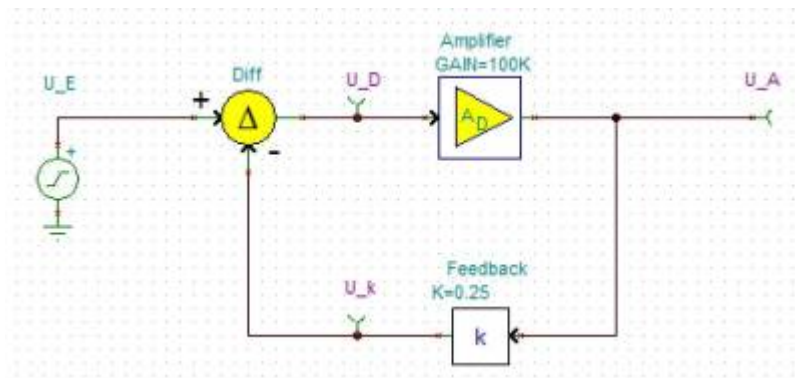 Amplifier
GAIN=100K
U_E
Diff
U_D
U_A
+
Δ
A_D
+
-
Feedback
K=0.25
U_k
k